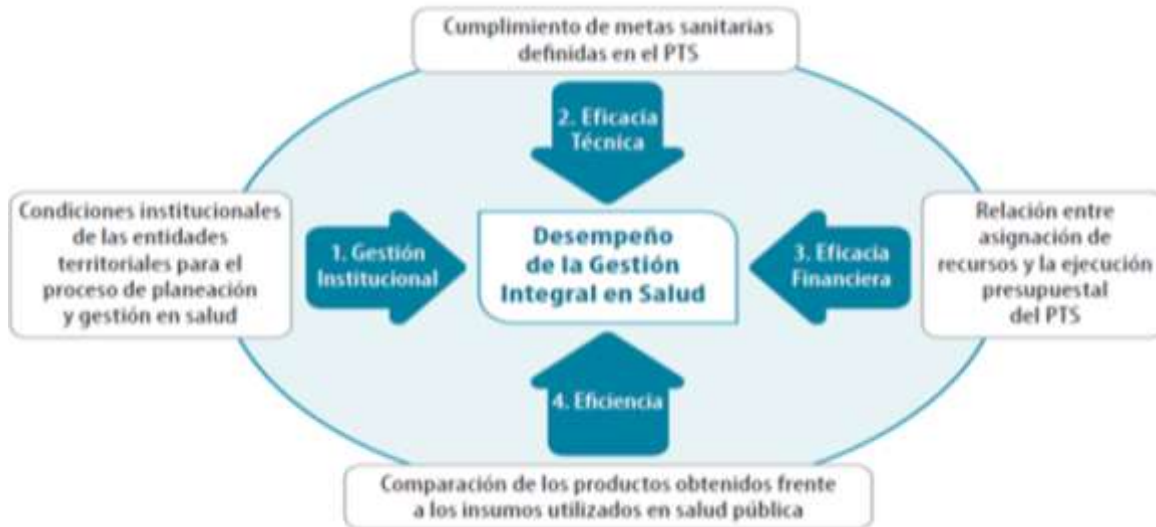 Cumplimiento de metas sanitarias
definidas en el PTS
2. Eficacia
Técnica
Condiciones institucionales
de las entidades
territoriales para el
proceso de planeación
y gestión en salud
1. Gestión
Institucional
Desempeño
de la Gestión
Integral en Salud
3. Eficacia
Financiera
Relación entre
asignación de
recursos y la ejecución
presupuestal
del PTS
4. Eficiencia
Comparación de los productos obtenidos frente
a los insumos utilizados en salud pública